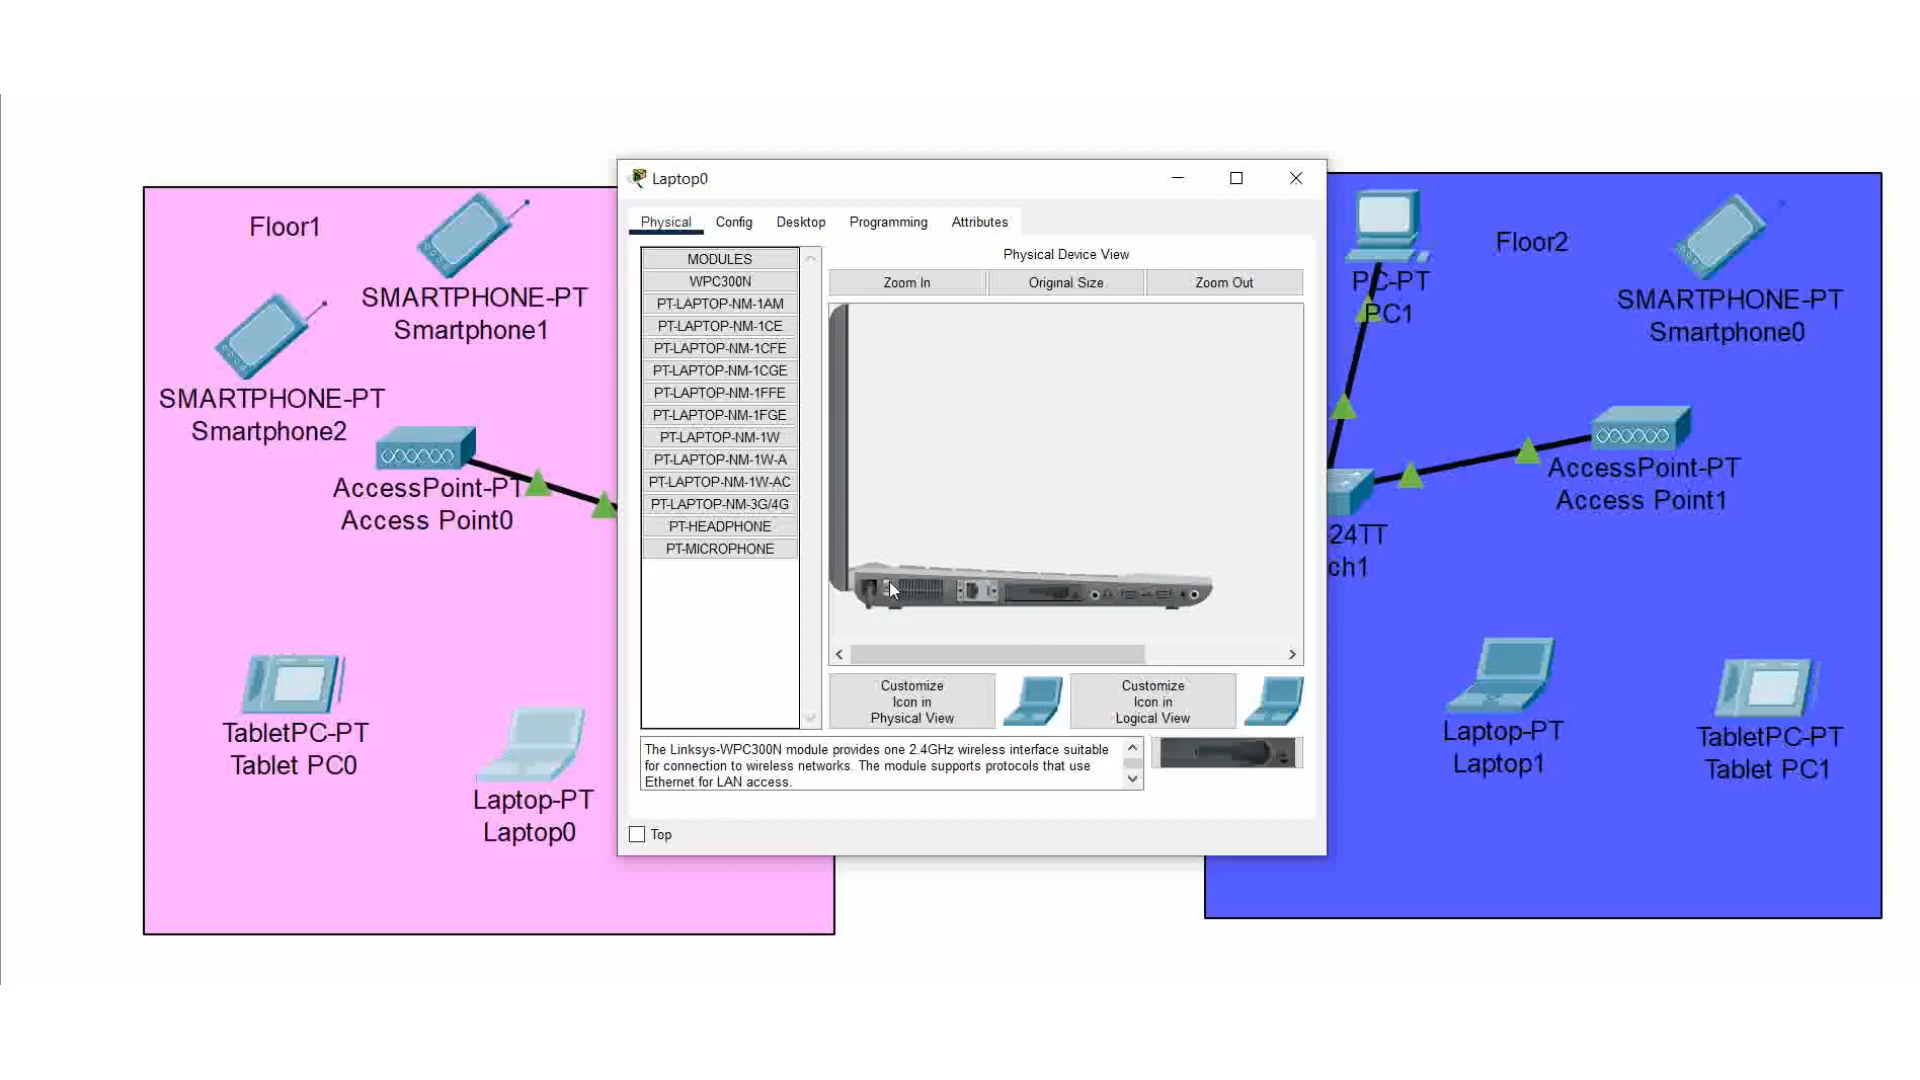 Laptop0
Physical
Config
Desktop
Programming
Attributes
MODULES
WPC300N
PT-LAPTOP-NM-1AM
PT-LAPTOP-NM-1CE
PT-LAPTOP-NM-1CFE
PT-LAPTOP-NM-1CGE
PT-LAPTOP-NM-1FFE
PT-LAPTOP-NM-1FGE
PT-LAPTOP-NM-1W
PT-LAPTOP-NM-1W-A
PT-LAPTOP-NM-1W-AC
PT-LAPTOP-NM-3G/4G
PT-HEADPHONE
PT-MICROPHONE
Physical Device View
Zoom In
Original Size
Zoom Out
Customize
Icon in
Physical View
Customize
Icon in
Logical View
The Linksys-WPC300N module provides one 2.4GHz wireless interface suitable
for connection to wireless networks. The module supports protocols that use
Ethernet for LAN access.
Top
Floor1
SMARTPHONE-PT
Smartphone1
SMARTPHONE-PT
Smartphone2
AccessPoint-PT
Access Point0
TabletPC-PT
Tablet PC0
Laptop-PT
Laptop0
PC-PT
PC1
Floor2
SMARTPHONE-PT
Smartphone0
AccessPoint-PT
Access Point1
24TT
ch1
Laptop-PT
Laptop1
TabletPC-PT
Tablet PC1